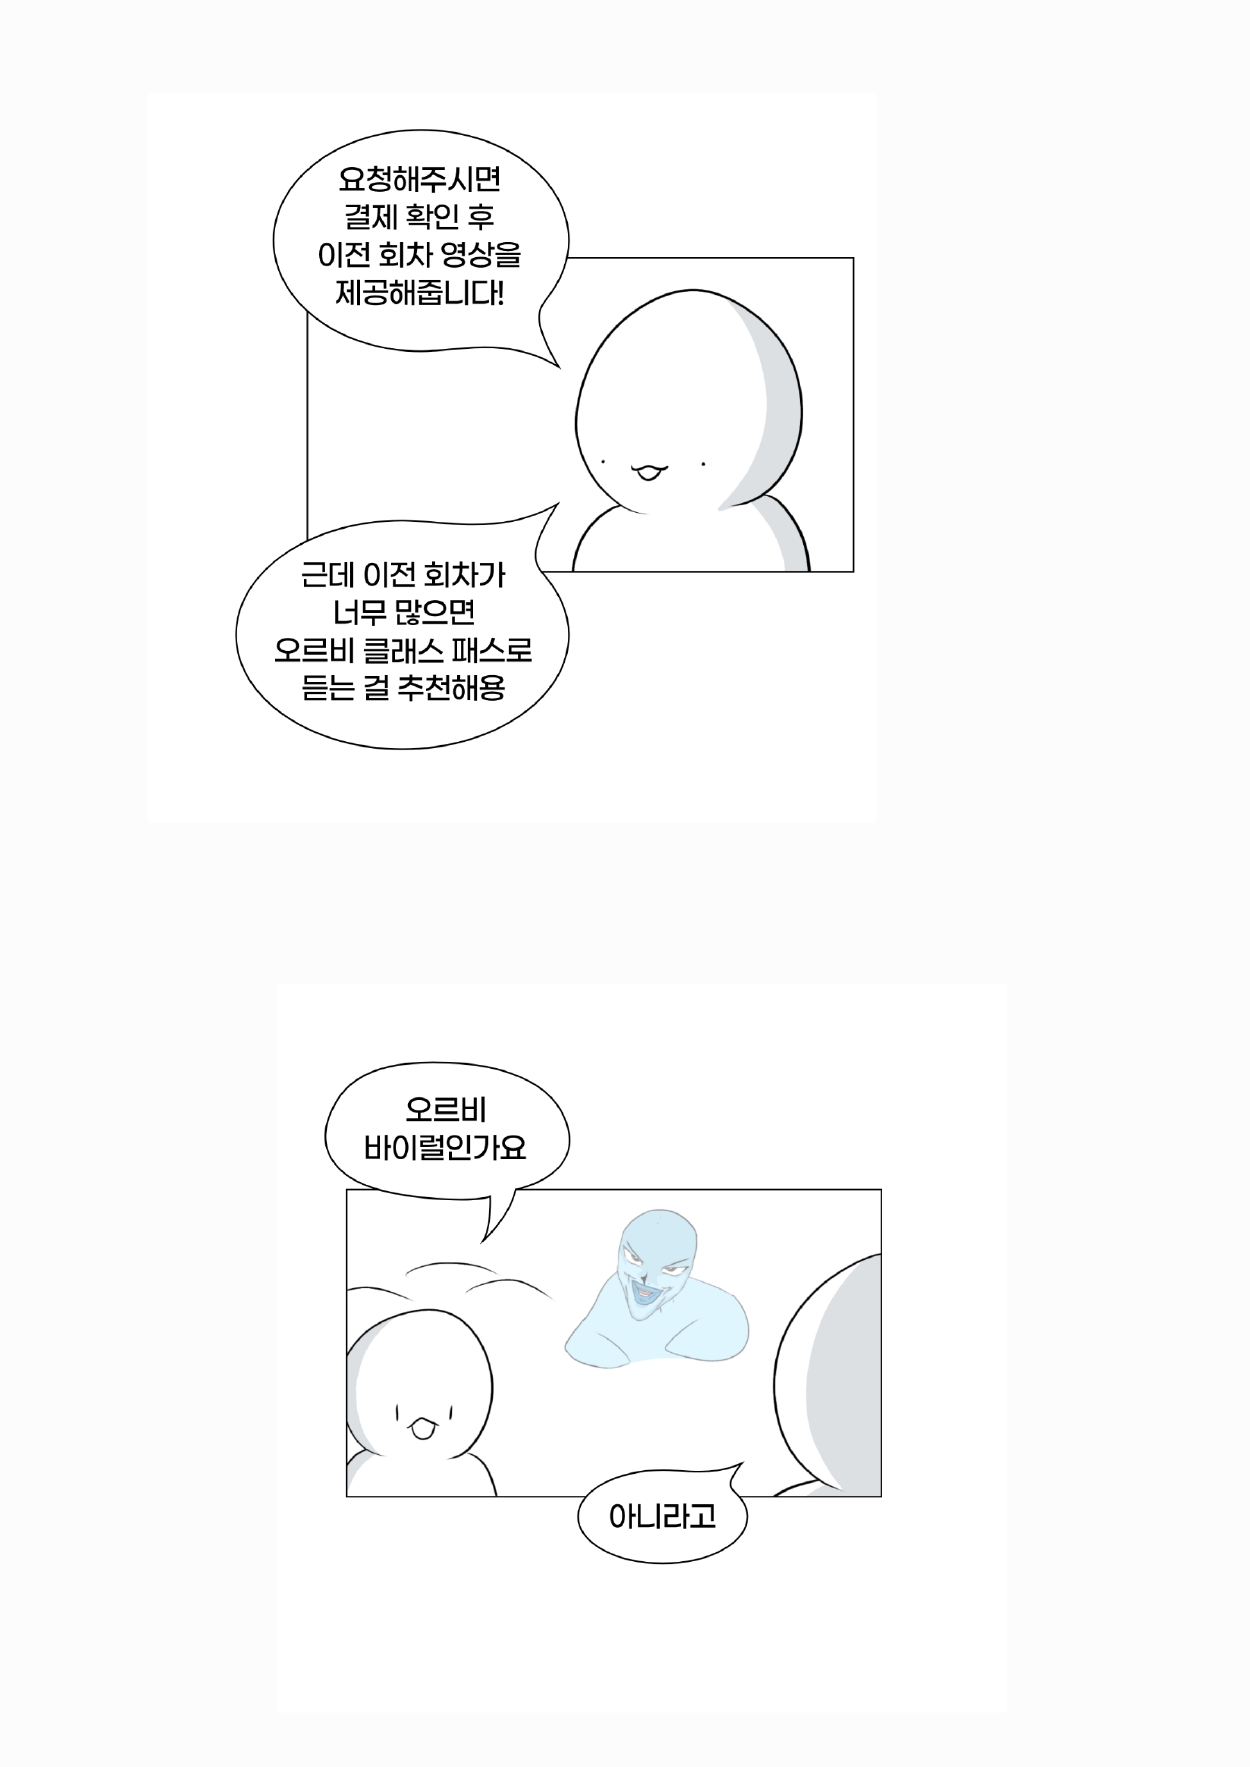 요청해주시면
결제 확인 후
이전 회차 영상을
제공해줍니다!
근데 이전 회차가
너무 많으면
오르비 클래스 패스로
듣는 걸 추천해용
오르비
바이럴인가요
아니라고